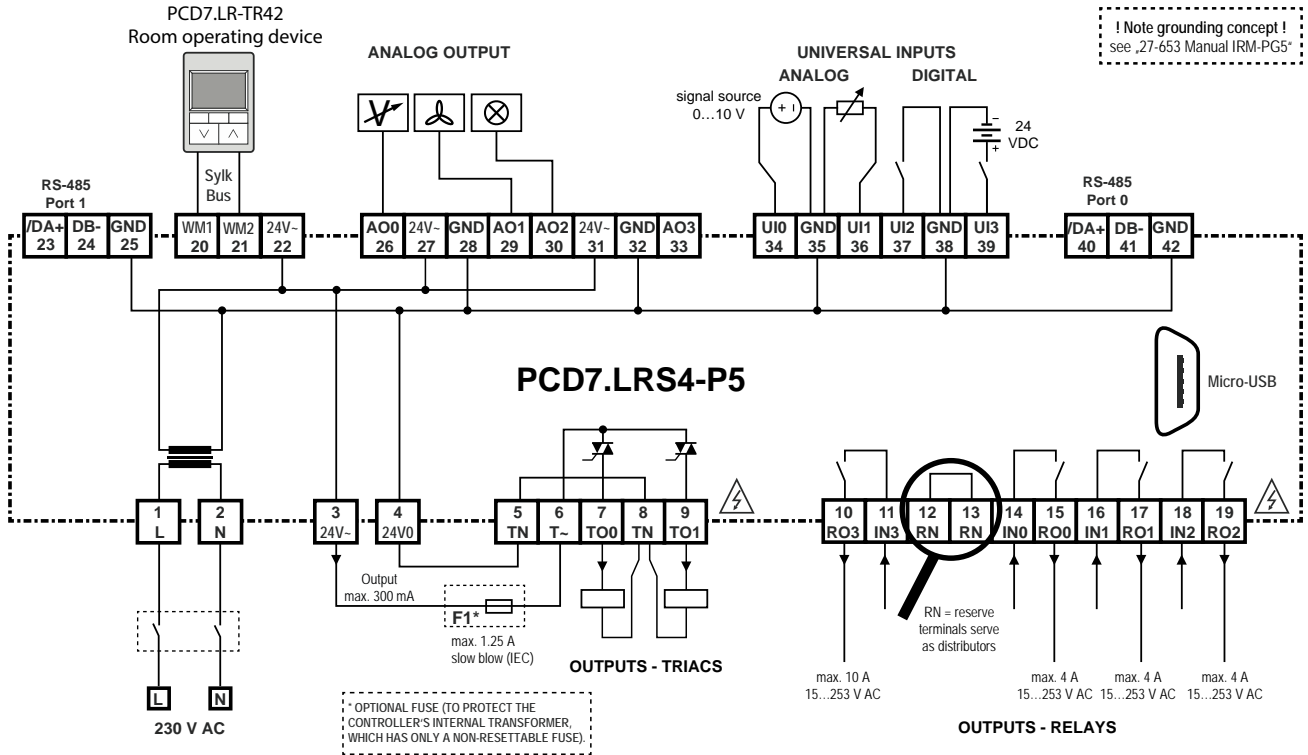 PCD7.LR-TR42
Room operating device
ANALOG OUTPUT
UNIVERSAL INPUTS
ANALOG DIGITAL
! Note grounding concept !
see „27-653 Manual IRM-PG5“
signal source
0...10 V
+ I
24
VDC
−
+
Sylk
Bus
RS-485
Port 1
RS-485
Port 0
/DA+ DB- GND
23 24 25
WM1 WM2 24V~
20 21 22
AO0 24V~ GND AO1 AO2 24V~ GND AO3
26 27 28 29 30 31 32 33
UI0 GND UI1 UI2 GND UI3
34 35 36 37 38 39
/DA+ DB- GND
40 41 42
PCD7.LRS4-P5
Micro-USB
1 2
L N
3 4
24V~ 24V0
5 6 7 8 9
TN T~ TO0 TN TO1
10 11 12 13 14 15 16 17 18 19
RO3 IN3 RN RN IN0 RO0 IN1 RO1 IN2 RO2
Output
max. 300 mA
F1*
max. 1.25 A
slow blow (IEC)
OUTPUTS - TRIACS
RN = reserve
terminals serve
as distributors
max. 10 A
15...253 V AC
max. 4 A
15...253 V AC
max. 4 A
15...253 V AC
max. 4 A
15...253 V AC
L N
230 V AC
* OPTIONAL FUSE (TO PROTECT THE
CONTROLLER'S INTERNAL TRANSFORMER,
WHICH HAS ONLY A NON-RESETTABLE FUSE).
OUTPUTS - RELAYS